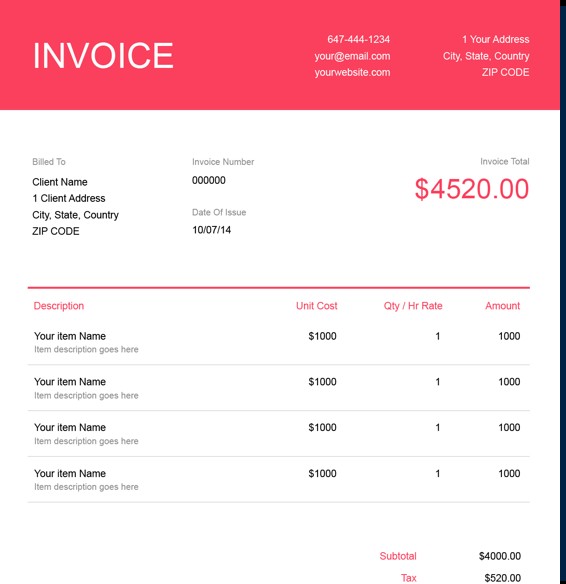 INVOICE
647-444-1234
your@email.com
yourwebsite.com
1 Your Address
City, State, Country
ZIP CODE
Billed To
Client Name
1 Client Address
City, State, Country
ZIP CODE
Invoice Number
000000
Date Of Issue
10/07/14
Invoice Total
$4520.00
Description Unit Cost Qty / Hr Rate Amount
Your item Name $1000 1 1000
Item description goes here
Your item Name $1000 1 1000
Item description goes here
Your item Name $1000 1 1000
Item description goes here
Your item Name $1000 1 1000
Item description goes here
Subtotal $4000.00
Tax $520.00